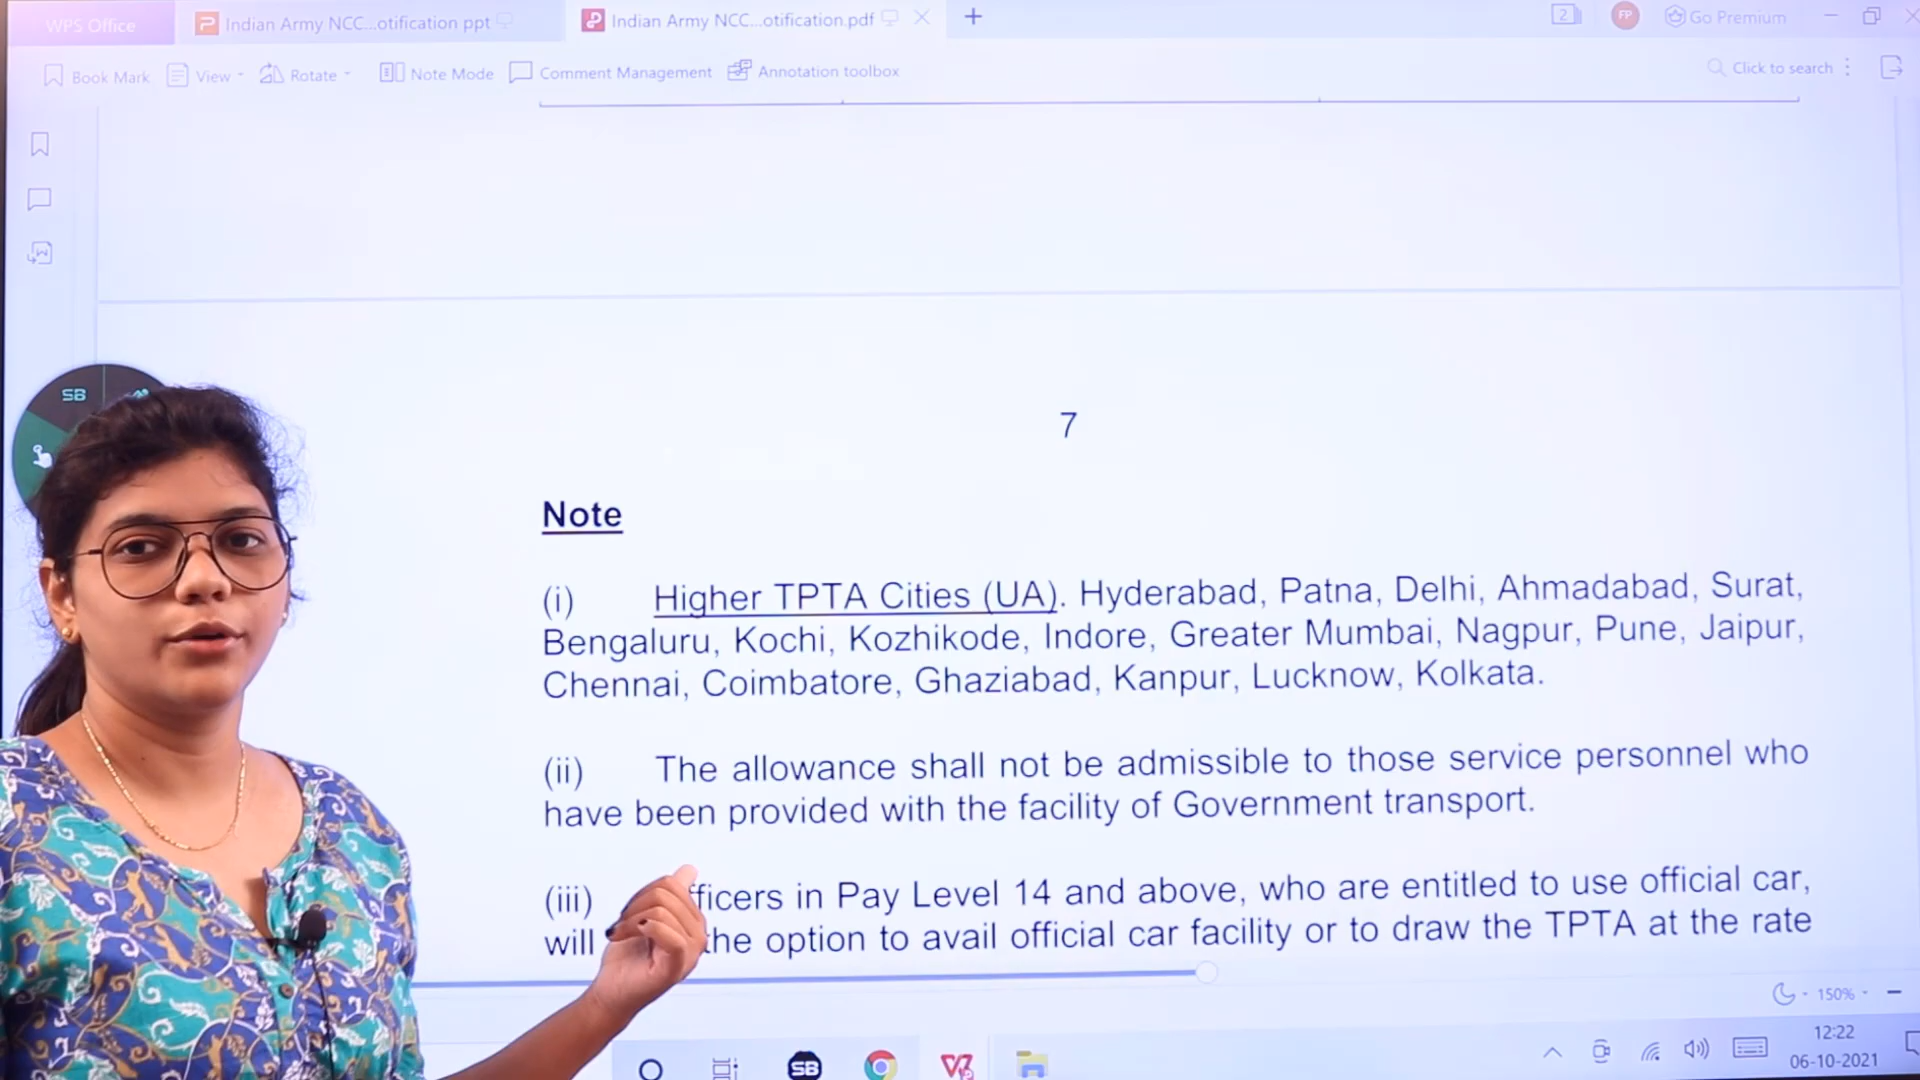 WPS Office
Indian Army NCC...otification ppt
Indian Army NCC...otification.pdf
2
FP
Go Premium
Book Mark
View
Rotate
Note Mode
Comment Management
Annotation toolbox
Click to search
SB
7
Note
(i) Higher TPTA Cities (UA). Hyderabad, Patna, Delhi, Ahmadabad, Surat,
Bengaluru, Kochi, Kozhikode, Indore, Greater Mumbai, Nagpur, Pune, Jaipur,
Chennai, Coimbatore, Ghaziabad, Kanpur, Lucknow, Kolkata.
(ii) The allowance shall not be admissible to those service personnel who
have been provided with the facility of Government transport.
(iii) fficers in Pay Level 14 and above, who are entitled to use official car,
will the option to avail official car facility or to draw the TPTA at the rate
150%
SB
12:22
06-10-2021